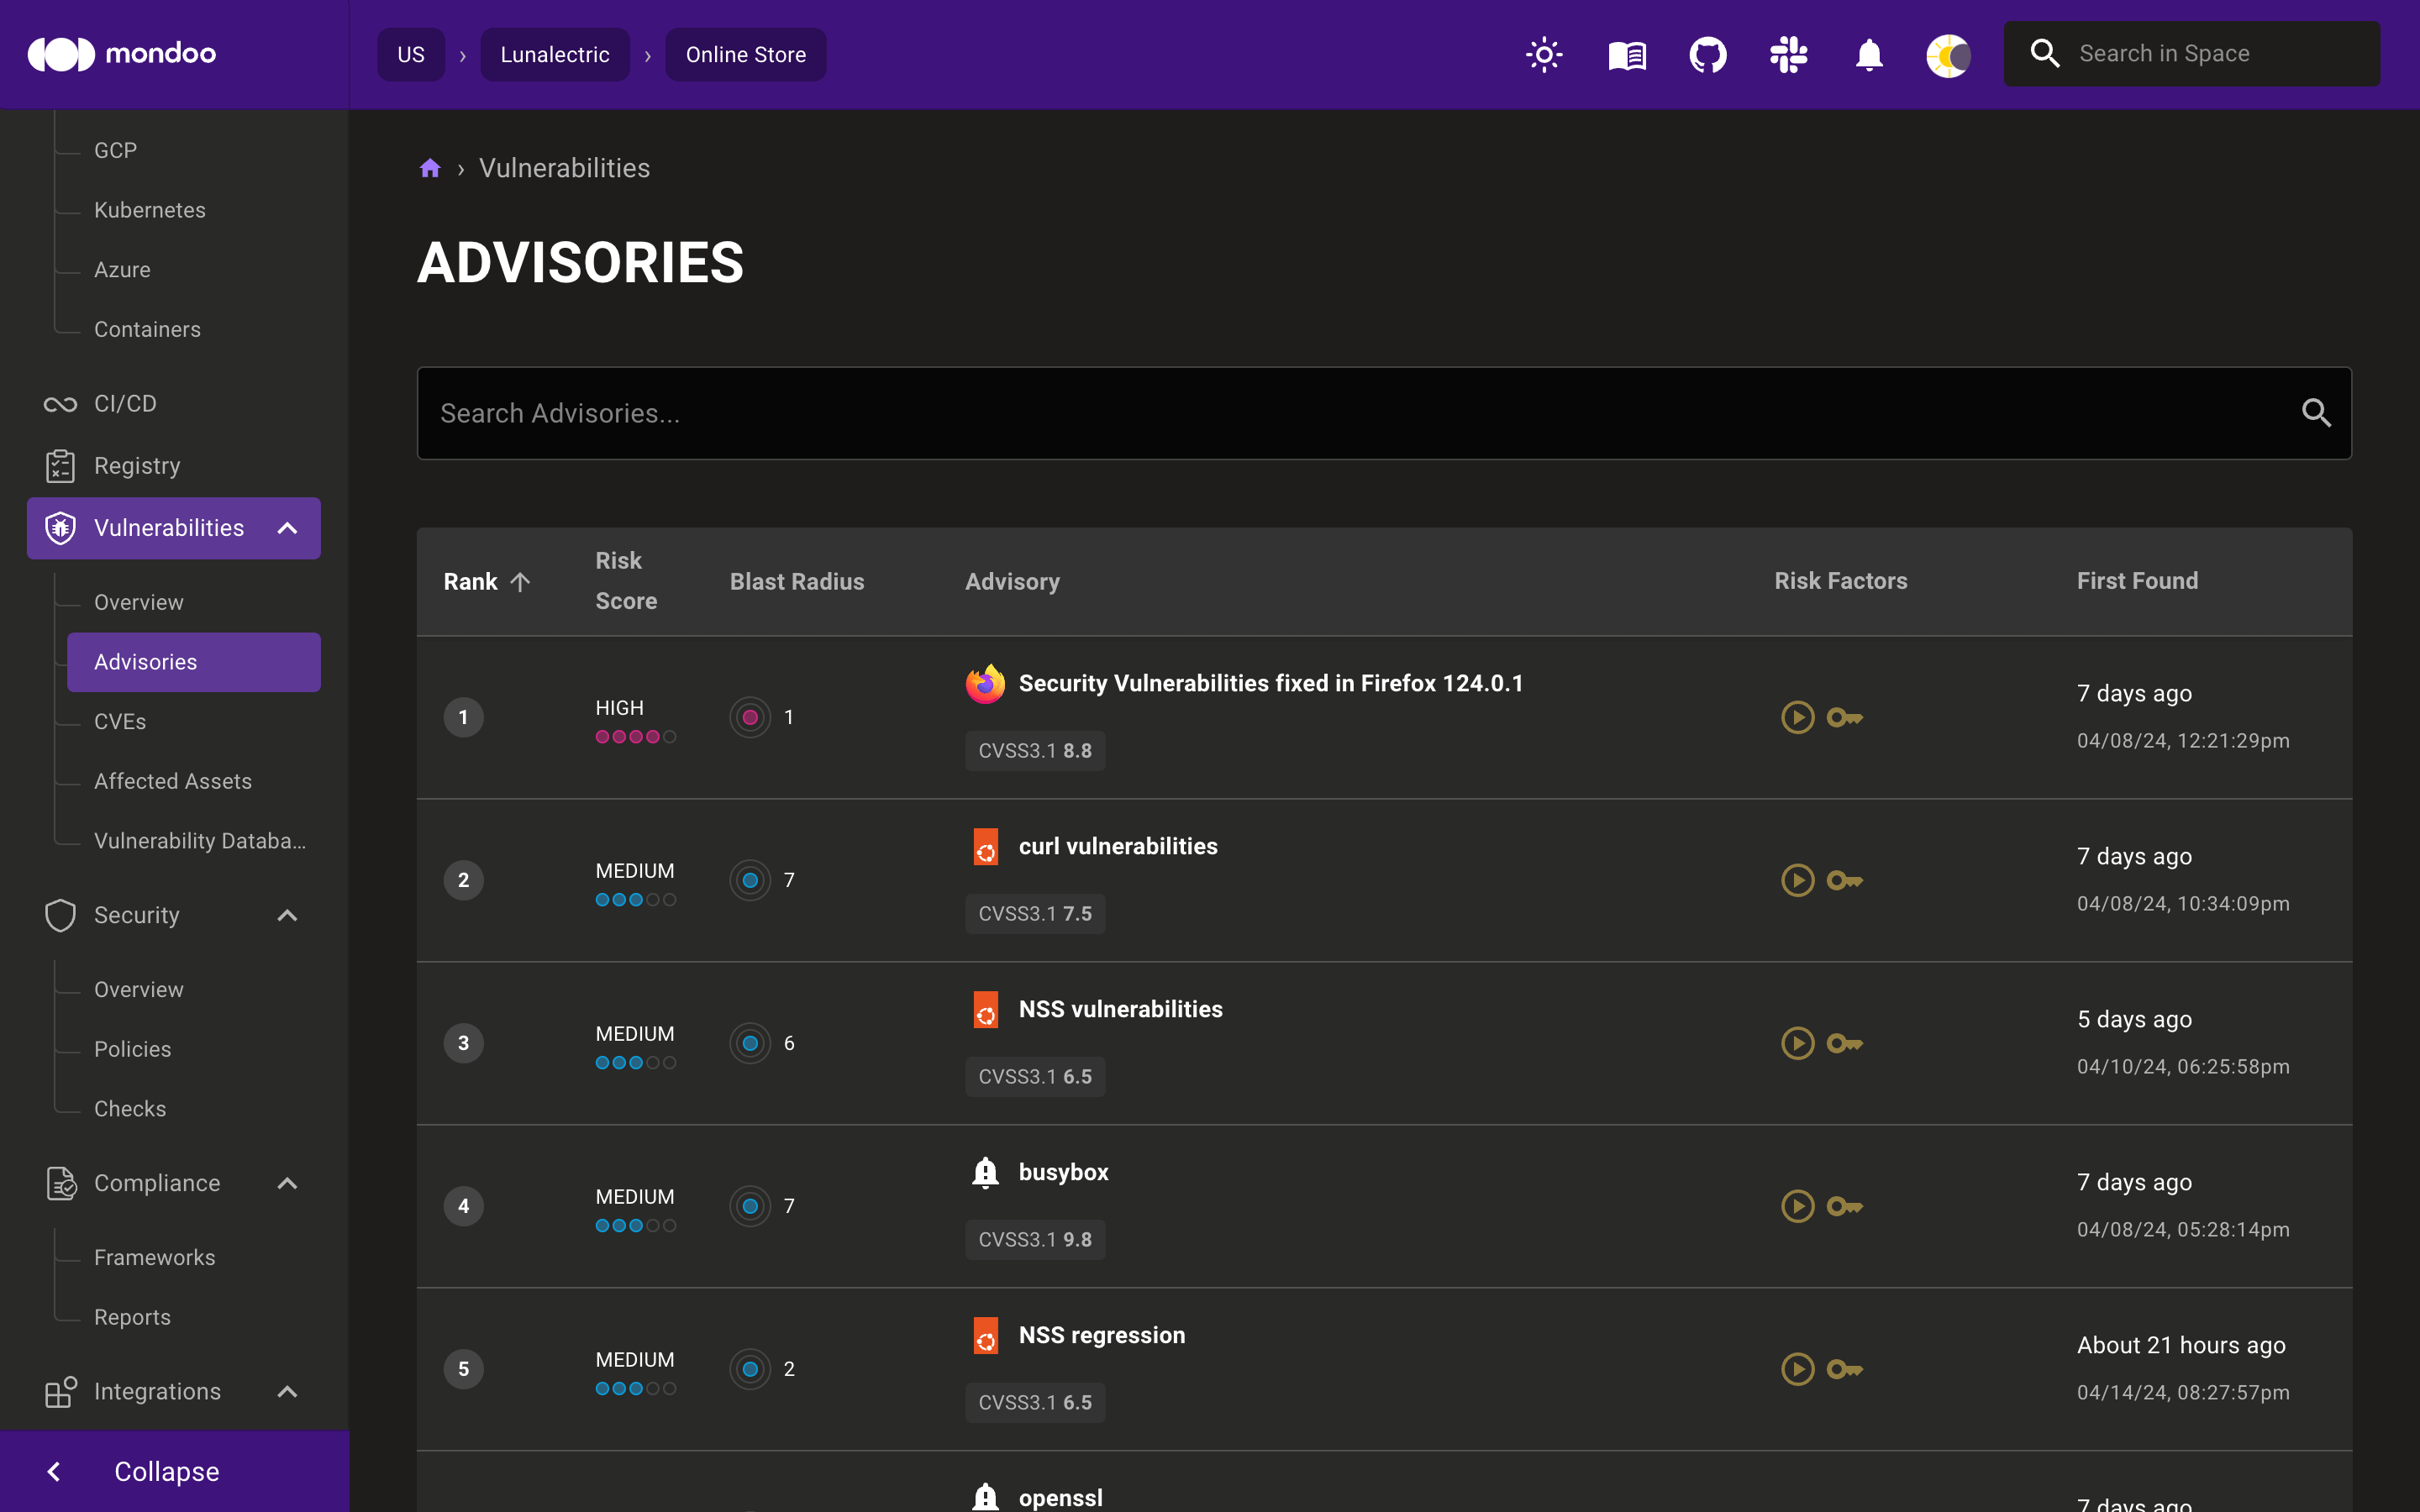 mondoo
US › Lunalectric › Online Store
Search in Space
GCP
Kubernetes
Azure
Containers
CI/CD
Registry
Vulnerabilities
Overview
Advisories
CVEs
Affected Assets
Vulnerability Databa...
Security
Overview
Policies
Checks
Compliance
Frameworks
Reports
Integrations
Collapse
› Vulnerabilities
ADVISORIES
Search Advisories...
Rank Risk Score Blast Radius Advisory Risk Factors First Found
1 HIGH 1 Security Vulnerabilities fixed in Firefox 124.0.1 7 days ago
CVSS3.1 8.8 04/08/24, 12:21:29pm
2 MEDIUM 7 curl vulnerabilities 7 days ago
CVSS3.1 7.5 04/08/24, 10:34:09pm
3 MEDIUM 6 NSS vulnerabilities 5 days ago
CVSS3.1 6.5 04/10/24, 06:25:58pm
4 MEDIUM 7 busybox 7 days ago
CVSS3.1 9.8 04/08/24, 05:28:14pm
5 MEDIUM 2 NSS regression About 21 hours ago
CVSS3.1 6.5 04/14/24, 08:27:57pm
openssl 7 days ago